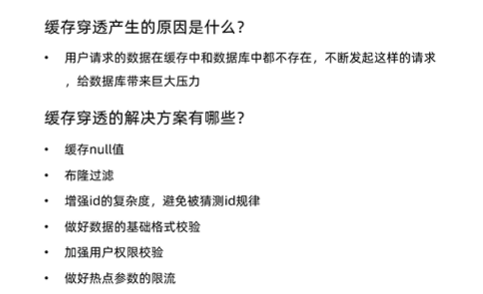 缓存穿透产生的原因是什么？
• 用户请求的数据在缓存中和数据库中都不存在，不断发起这样的请求
，给数据库带来巨大压力
缓存穿透的解决方案有哪些？
• 缓存null值
• 布隆过滤
• 增强id的复杂度，避免被猜测id规律
• 做好数据的基础格式校验
• 加强用户权限校验
• 做好热点参数的限流